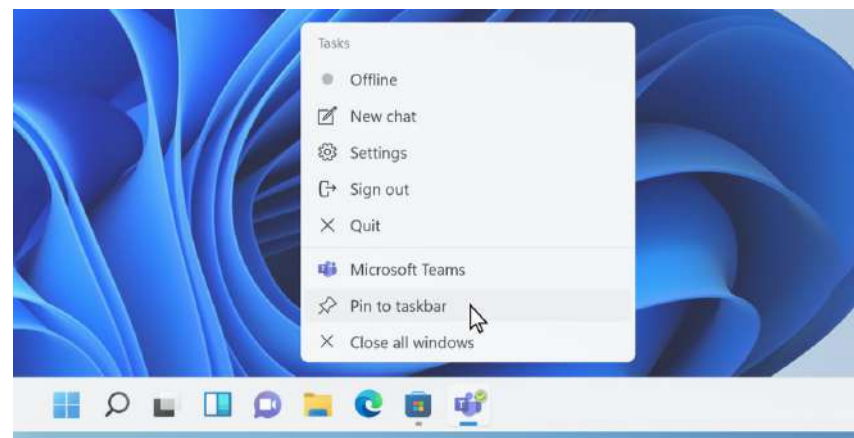 Tasks
Offline
New chat
Settings
Sign out
Quit
Microsoft Teams
Pin to taskbar
Close all windows